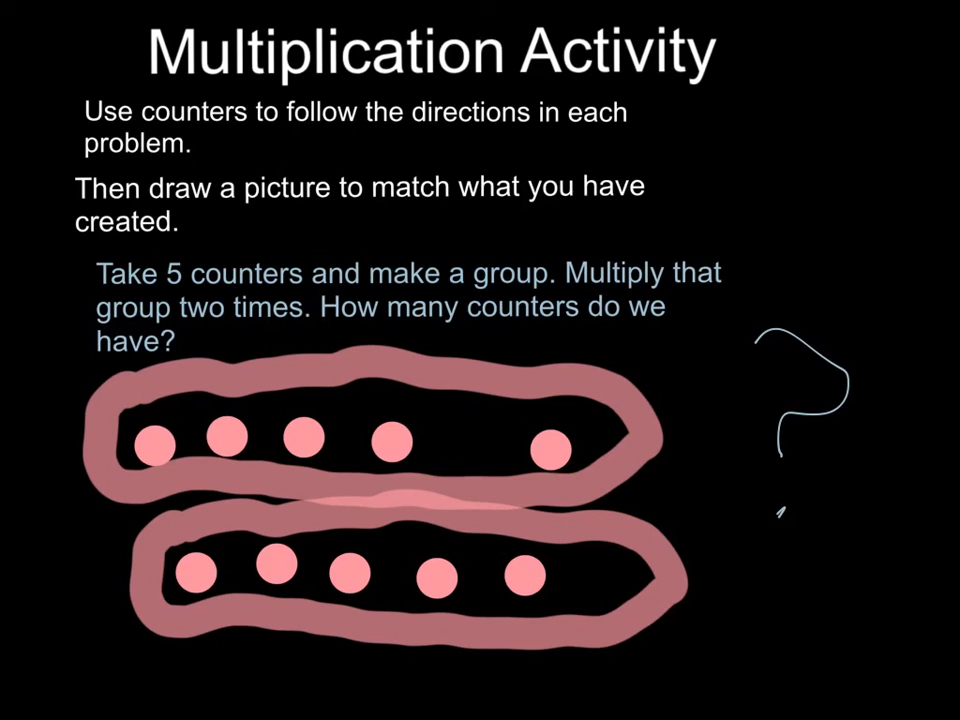 Multiplication Activity
Use counters to follow the directions in each
problem.
Then draw a picture to match what you have
created.
Take 5 counters and make a group. Multiply that
group two times. How many counters do we
have?
?